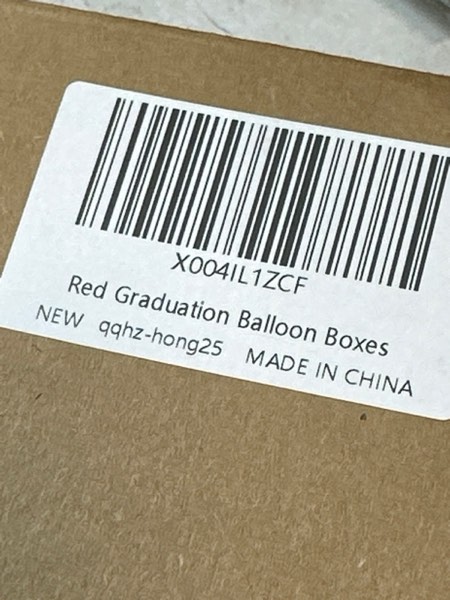 X004IL1ZCF
Red Graduation Balloon Boxes
NEW qqhz-hong25 MADE IN CHINA